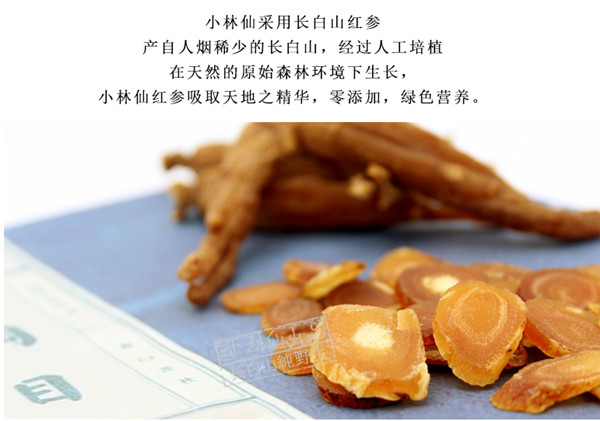 小林仙采用长白山红参
产自人烟稀少的长白山，经过人工培植
在天然的原始森林环境下生长，
小林仙红参吸取天地之精华，零添加，绿色营养。